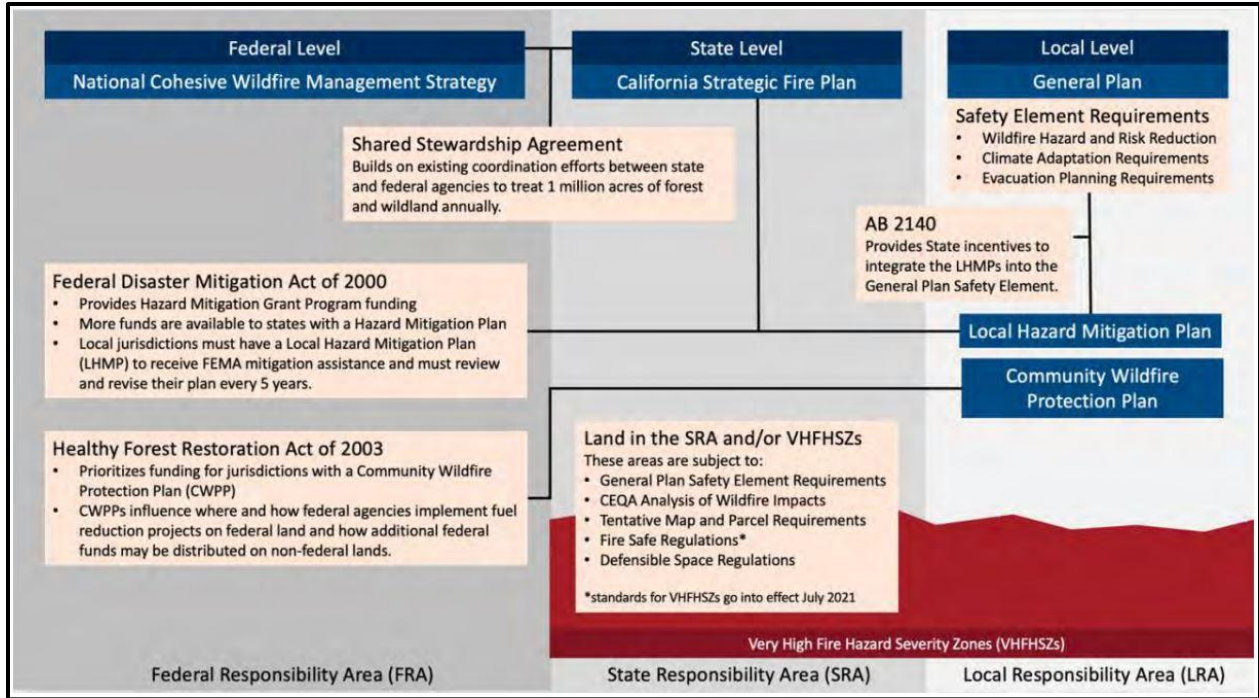 Federal Level
National Cohesive Wildfire Management Strategy
State Level
California Strategic Fire Plan
Local Level
General Plan
Safety Element Requirements
• Wildfire Hazard and Risk Reduction
• Climate Adaptation Requirements
• Evacuation Planning Requirements
Shared Stewardship Agreement
Builds on existing coordination efforts between state
and federal agencies to treat 1 million acres of forest
and wildland annually.
AB 2140
Provides State incentives to
integrate the LHMPs into the
General Plan Safety Element.
Federal Disaster Mitigation Act of 2000
• Provides Hazard Mitigation Grant Program funding
• More funds are available to states with a Hazard Mitigation Plan
• Local jurisdictions must have a Local Hazard Mitigation Plan
(LHMP) to receive FEMA mitigation assistance and must review
and revise their plan every 5 years.
Local Hazard Mitigation Plan
Community Wildfire
Protection Plan
Healthy Forest Restoration Act of 2003
• Prioritizes funding for jurisdictions with a Community Wildfire
Protection Plan (CWPP)
• CWPPs influence where and how federal agencies implement fuel
reduction projects on federal land and how additional federal
funds may be distributed on non-federal lands.
Land in the SRA and/or VHFHSZs
These areas are subject to:
• General Plan Safety Element Requirements
• CEQA Analysis of Wildfire Impacts
• Tentative Map and Parcel Requirements
• Fire Safe Regulations*
• Defensible Space Regulations
*standards for VHFHSZs go into effect July 2021
Very High Fire Hazard Severity Zones (VHFHSZs)
Federal Responsibility Area (FRA)
State Responsibility Area (SRA)
Local Responsibility Area (LRA)